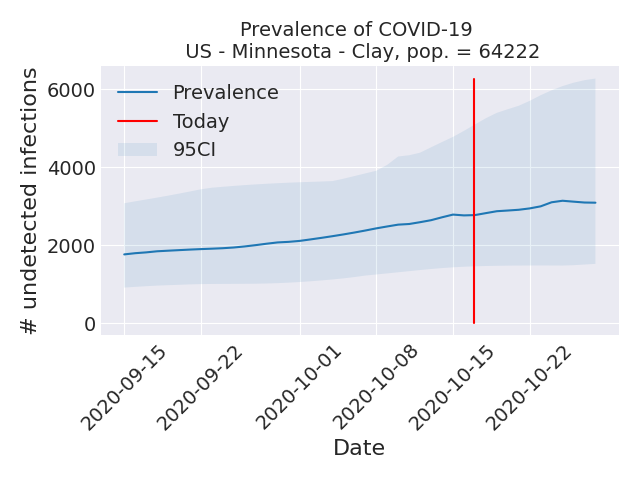 Prevalence of COVID-19
US - Minnesota - Clay, pop. = 64222
# undetected infections
6000
4000
2000
0
Prevalence
Today
95CI
2020-09-15
2020-09-22
2020-10-01
2020-10-08
2020-10-15
2020-10-22
Date